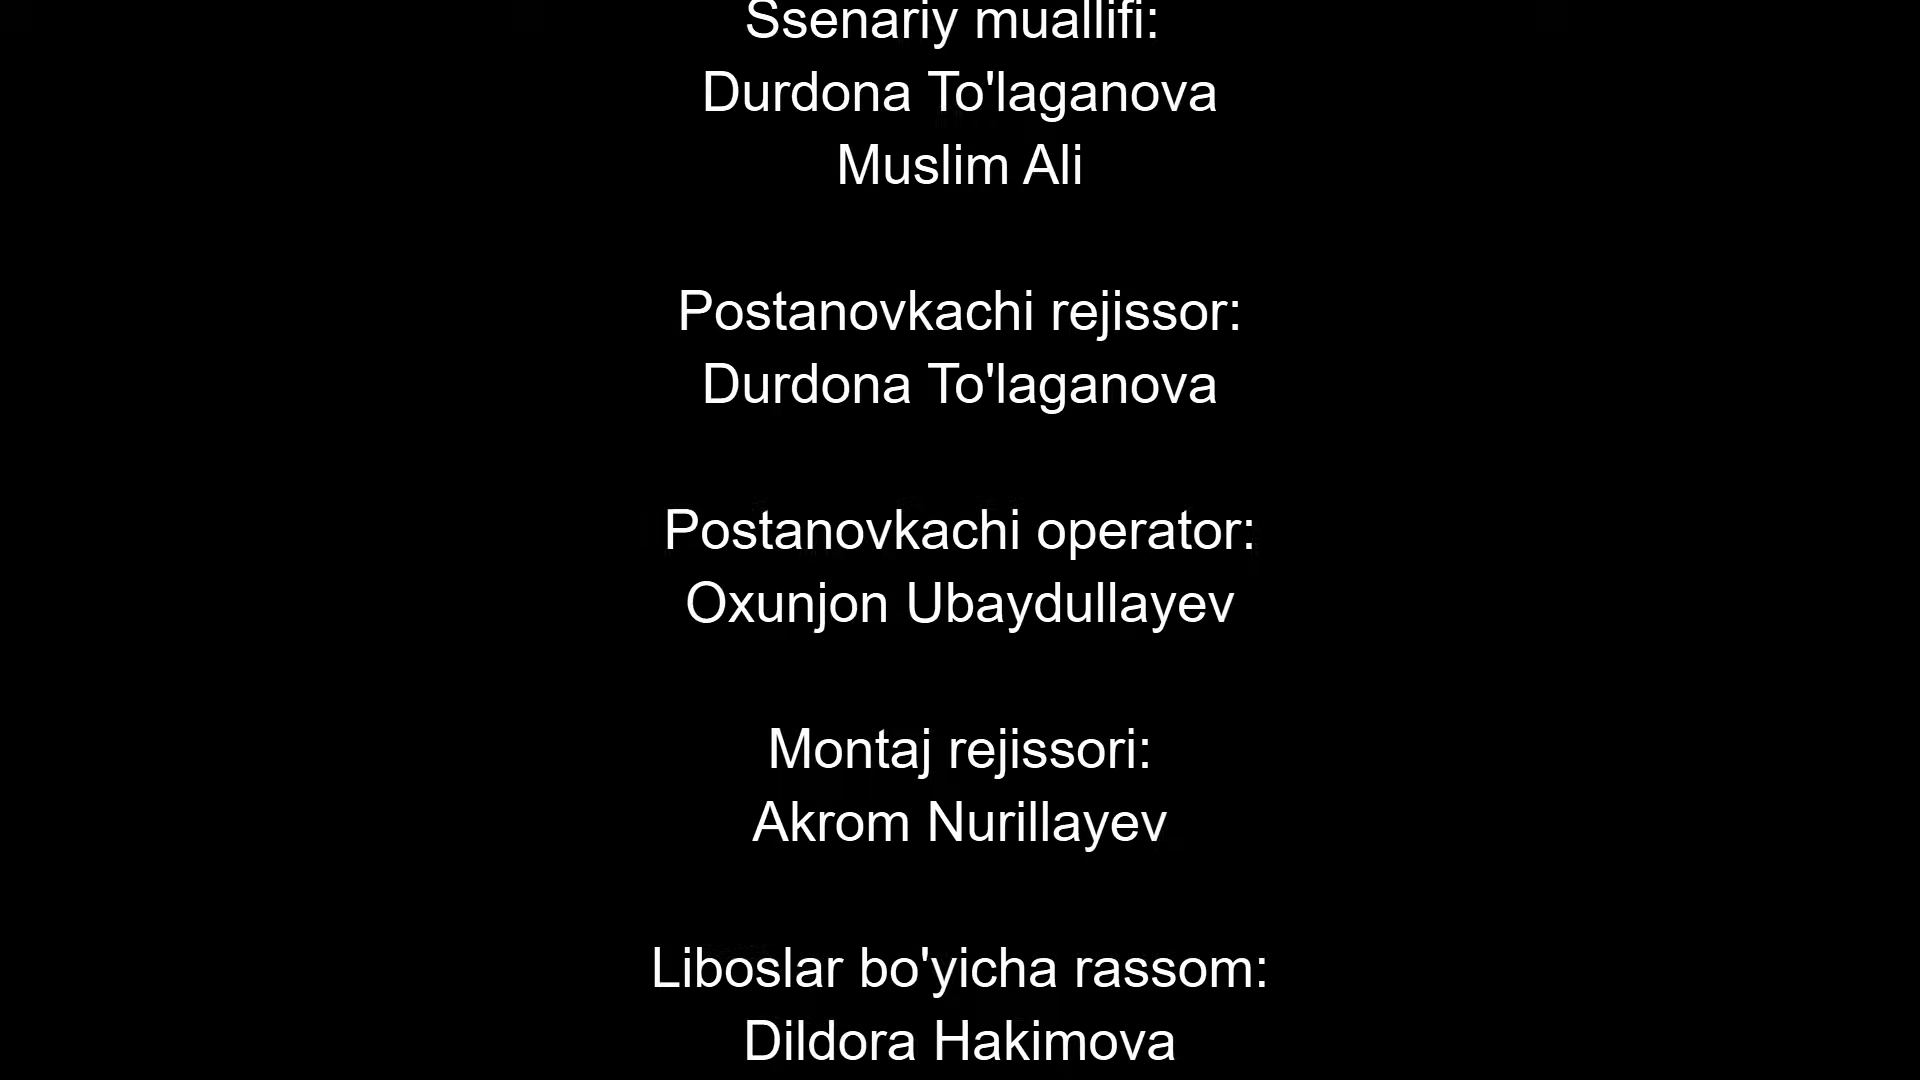 Ssenariy muallifi:
Durdona To'laganova
Muslim Ali
Postanovkachi rejissor:
Durdona To'laganova
Postanovkachi operator:
Oxunjon Ubaydullayev
Montaj rejissori:
Akrom Nurillayev
Liboslar bo'yicha rassom:
Dildora Hakimova